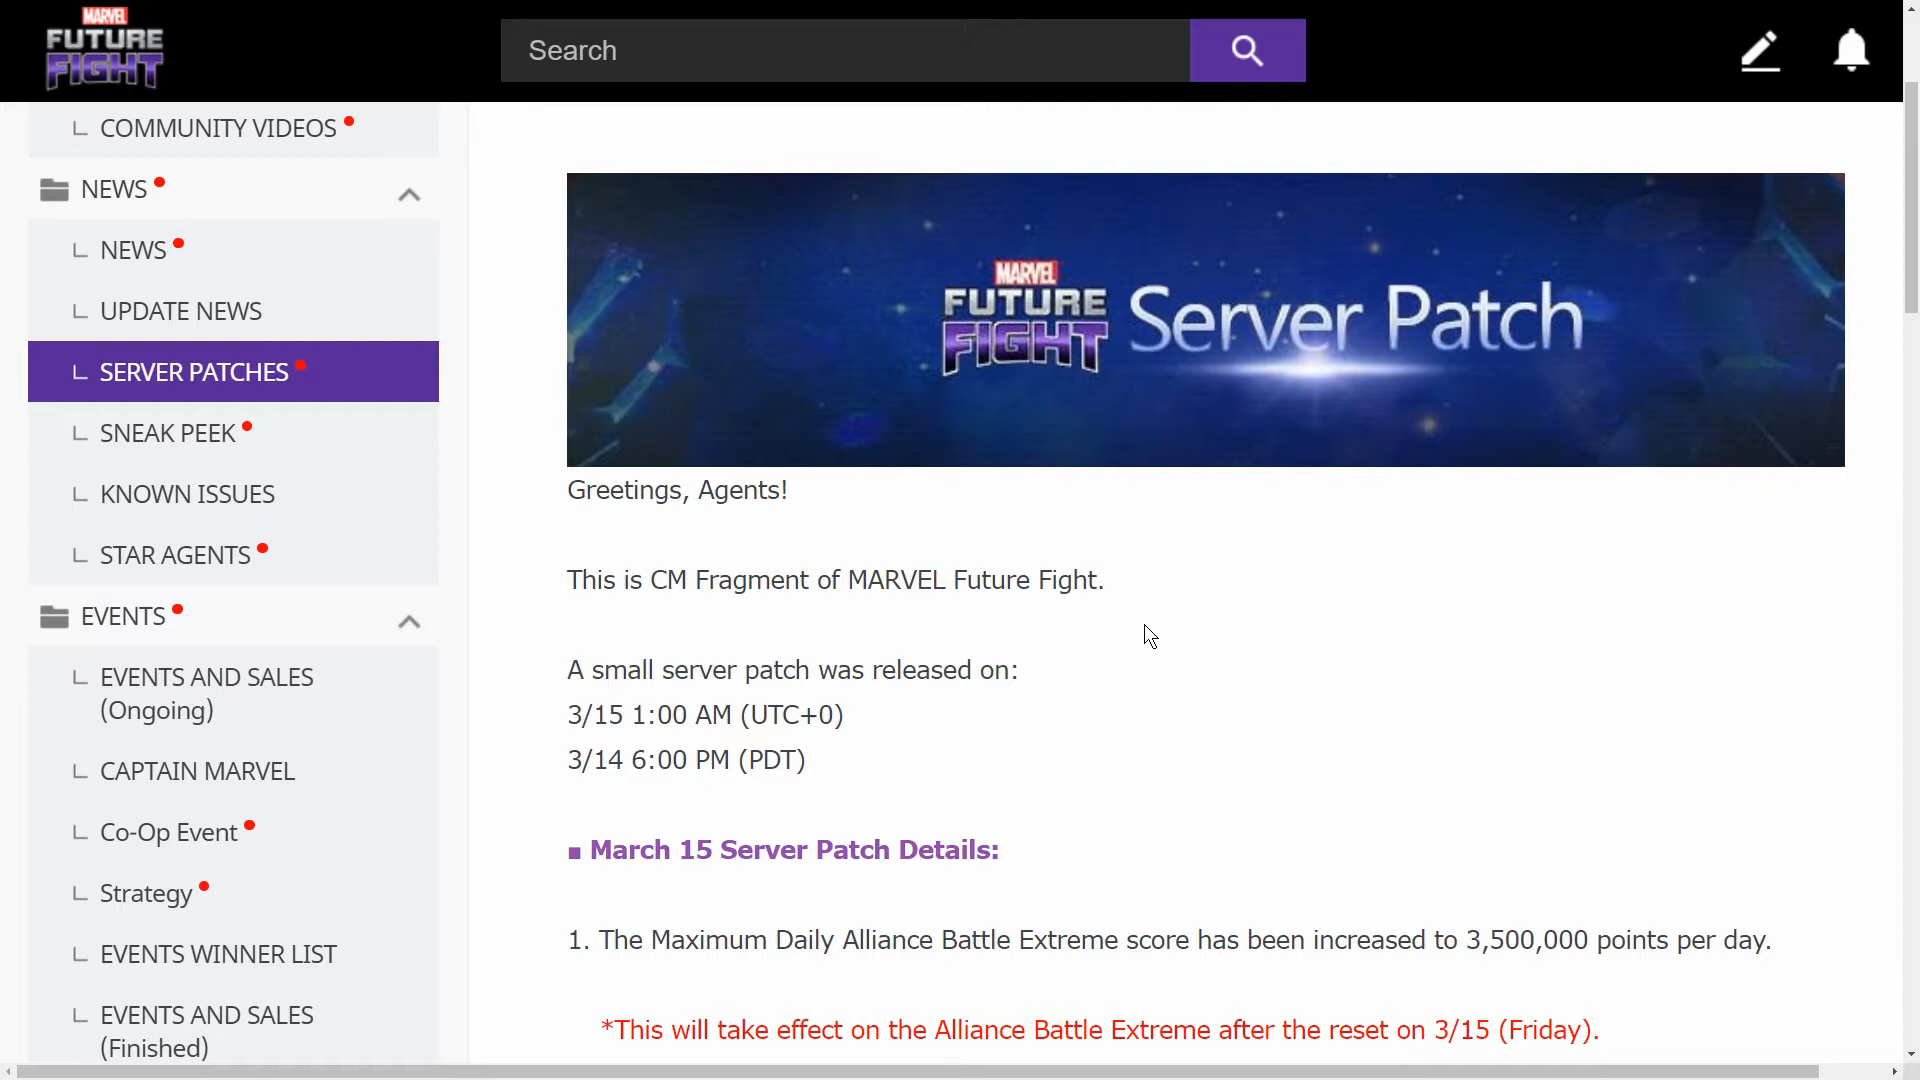 MARVEL
FUTURE
FIGHT
Search
COMMUNITY VIDEOS
NEWS
NEWS
UPDATE NEWS
SERVER PATCHES
SNEAK PEEK
KNOWN ISSUES
STAR AGENTS
EVENTS
EVENTS AND SALES
(Ongoing)
CAPTAIN MARVEL
Co-Op Event
Strategy
EVENTS WINNER LIST
EVENTS AND SALES
(Finished)
MARVEL
FUTURE
FIGHT
Server Patch
Greetings, Agents!
This is CM Fragment of MARVEL Future Fight.
A small server patch was released on:
3/15 1:00 AM (UTC+0)
3/14 6:00 PM (PDT)
■ March 15 Server Patch Details:
1. The Maximum Daily Alliance Battle Extreme score has been increased to 3,500,000 points per day.
*This will take effect on the Alliance Battle Extreme after the reset on 3/15 (Friday).